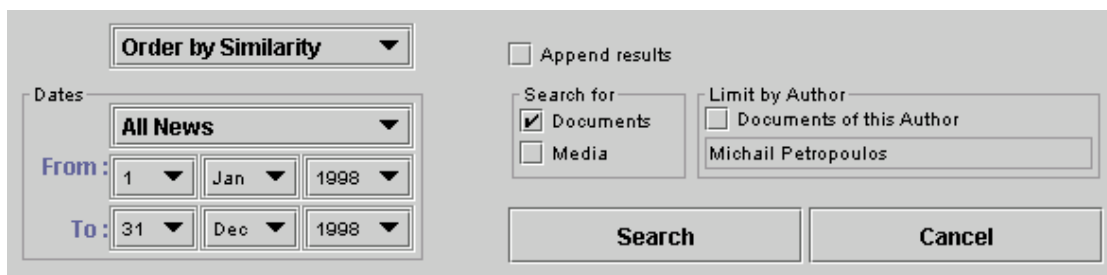 Order by Similarity
Dates
All News
From : 1 Jan 1998
To : 31 Dec 1998
Append results
Search for
Documents
Media
Limit by Author
Documents of this Author
Michail Petropoulos
Search
Cancel